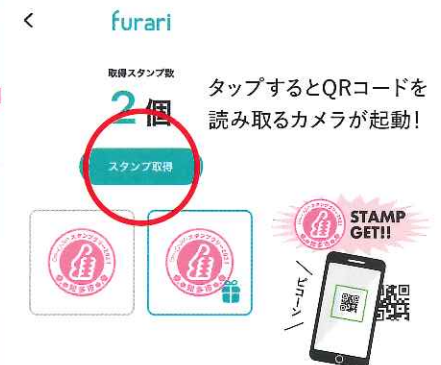 furari
取得スタンプ数
2個
タップするとQRコードを
読み取るカメラが起動!
スタンプ取得
STAMP
GET!!
ピコーン